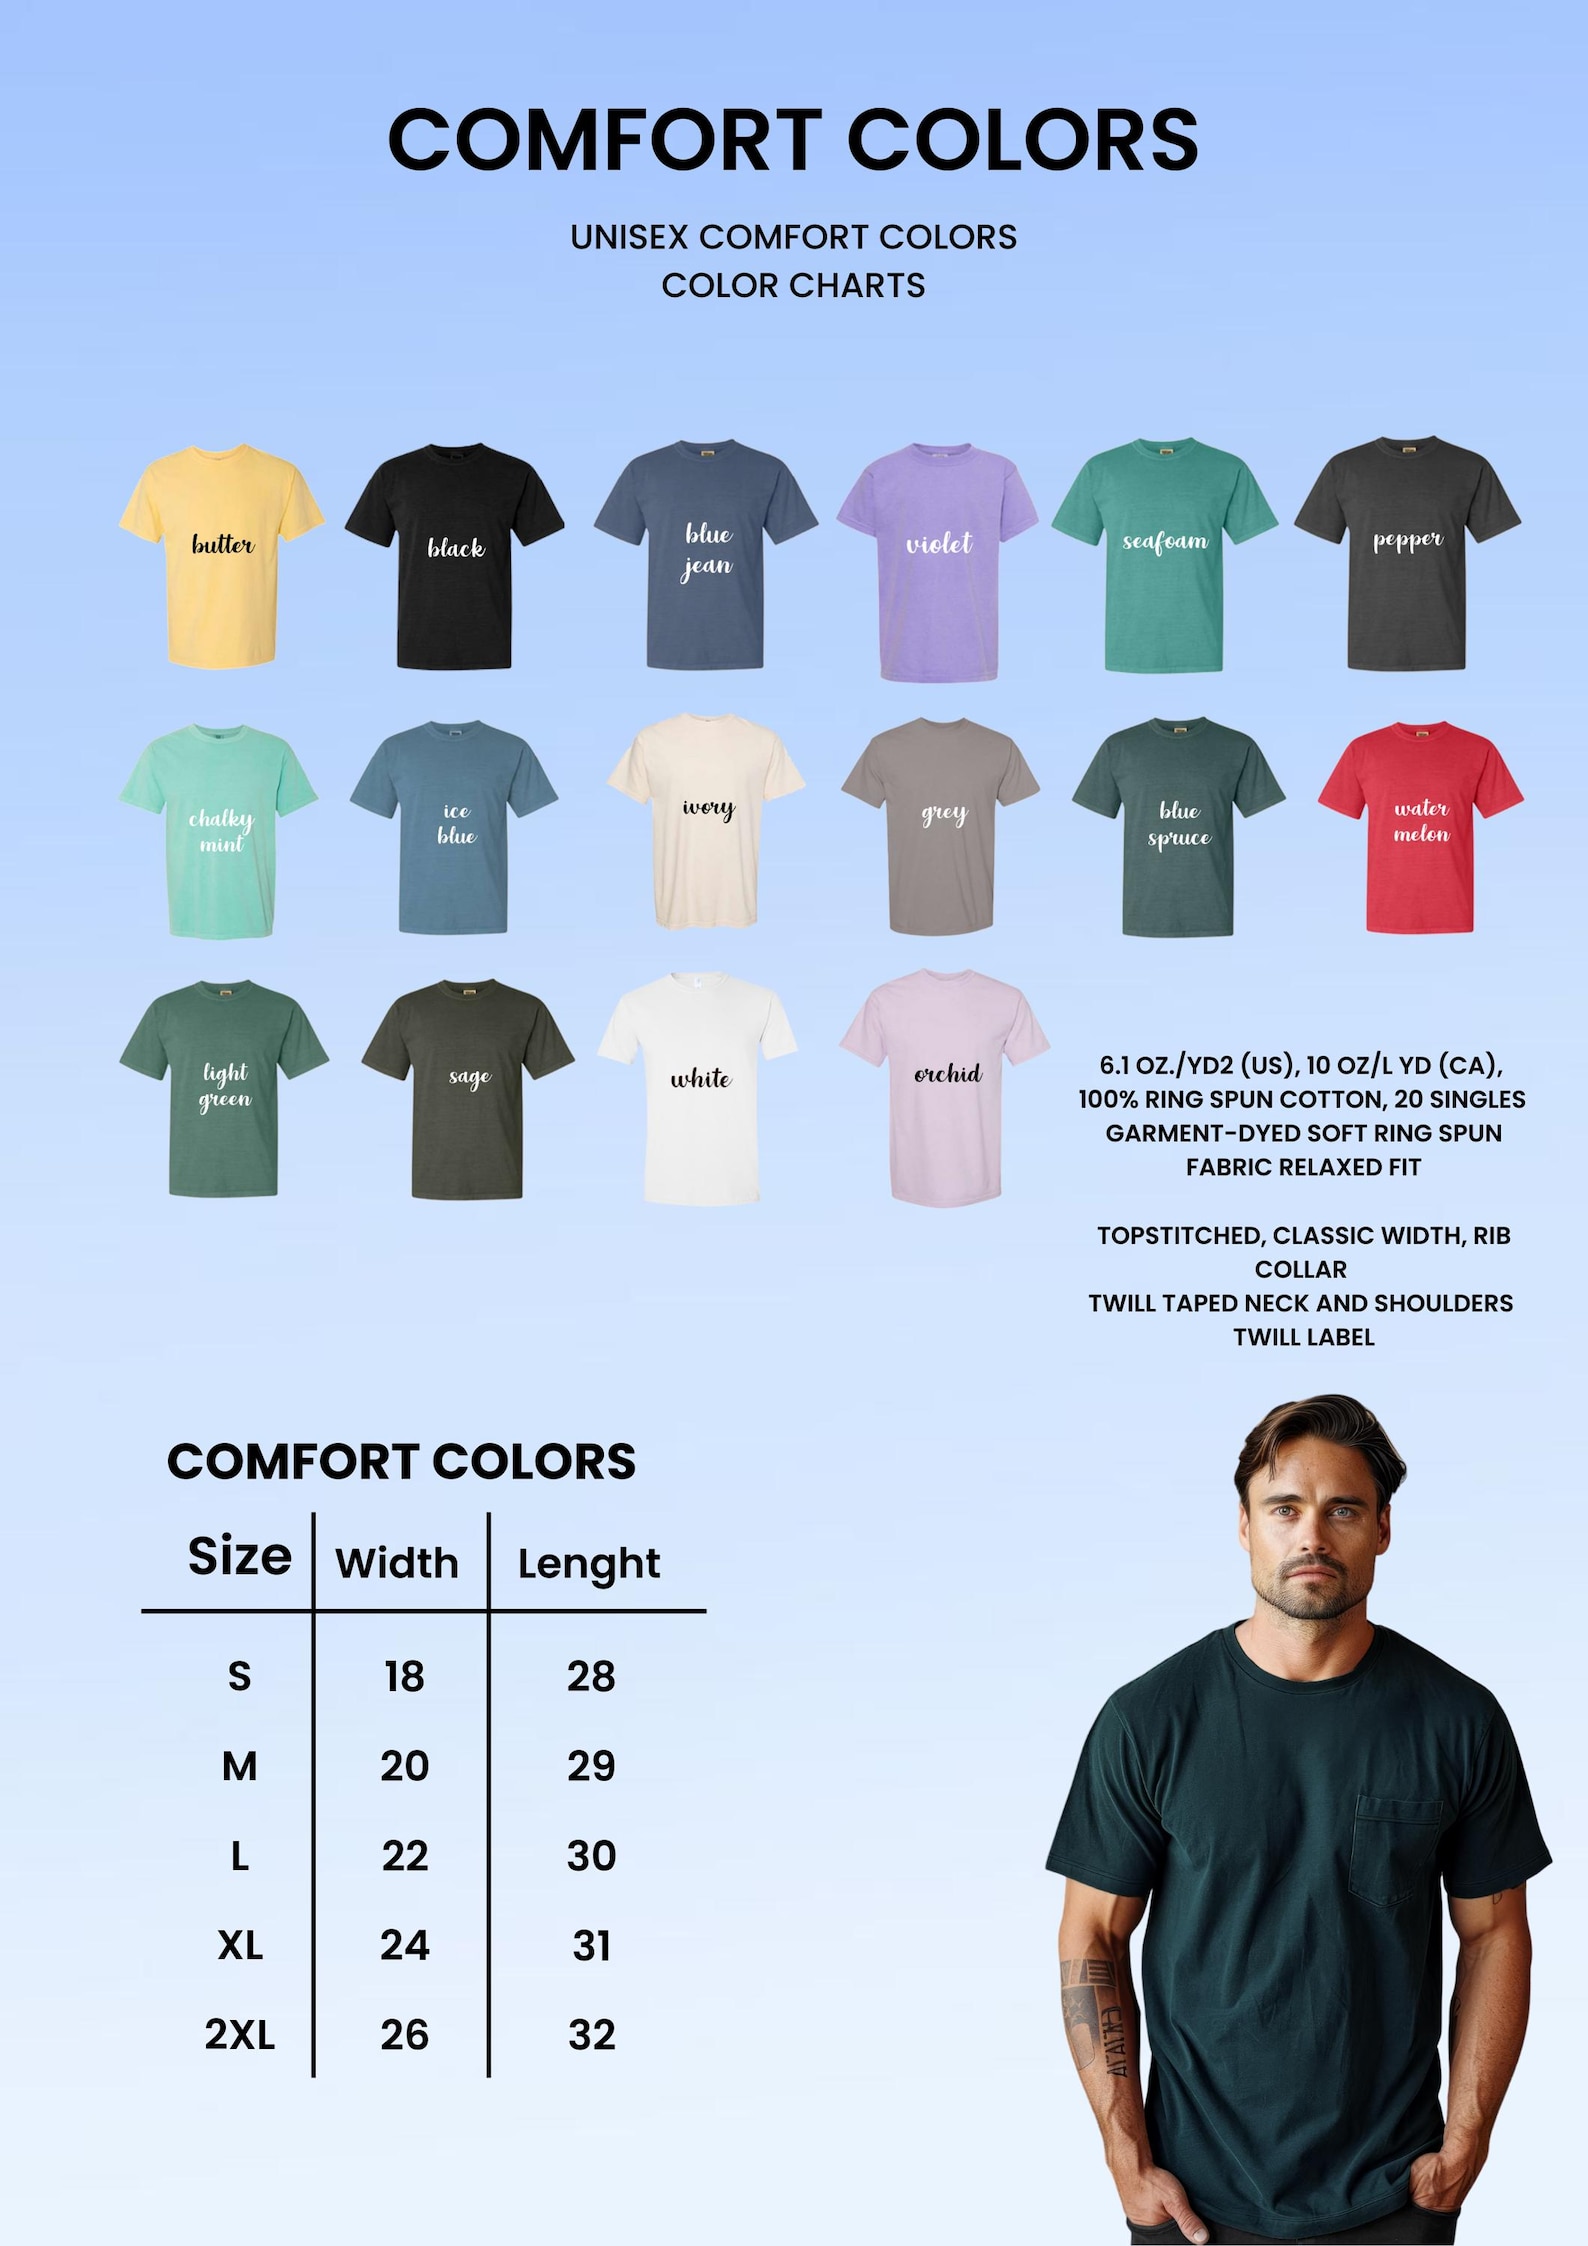 COMFORT COLORS
UNISEX COMFORT COLORS
COLOR CHARTS
butter
black
blue
jean
violet
seafoam
pepper
chalky
mint
ice
blue
ivory
grey
blue
spruce
water
melon
light
green
sage
white
orchid
6.1 OZ./YD2 (US), 10 OZ/L YD (CA),
100% RING SPUN COTTON, 20 SINGLES
GARMENT-DYED SOFT RING SPUN
FABRIC RELAXED FIT
TOPSTITCHED, CLASSIC WIDTH, RIB
COLLAR
TWILL TAPED NECK AND SHOULDERS
TWILL LABEL
COMFORT COLORS
Size Width Lenght
S 18 28
M 20 29
L 22 30
XL 24 31
2XL 26 32